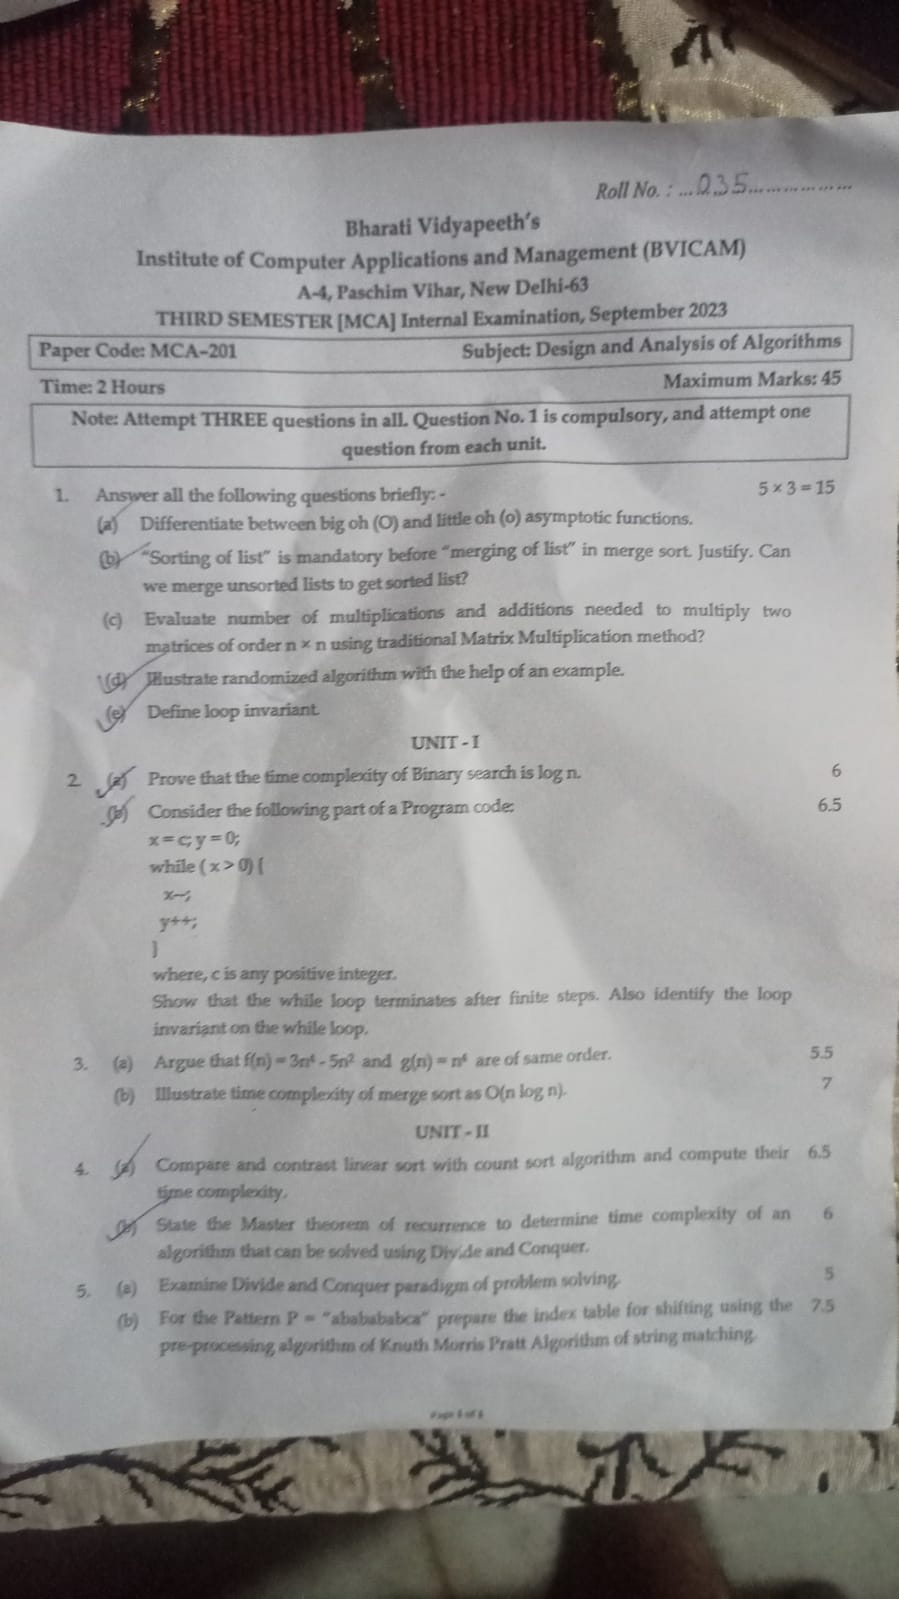 Roll No. : ...035..................
Bharati Vidyapeeth's
Institute of Computer Applications and Management (BVICAM)
A-4, Paschim Vihar, New Delhi-63
THIRD SEMESTER [MCA] Internal Examination, September 2023
Paper Code: MCA-201 Subject: Design and Analysis of Algorithms
Time: 2 Hours Maximum Marks: 45
Note: Attempt THREE questions in all. Question No. 1 is compulsory, and attempt one
question from each unit.
1. Answer all the following questions briefly: - 5 × 3 = 15
(a) Differentiate between big oh (O) and little oh (o) asymptotic functions.
(b) "Sorting of list" is mandatory before "merging of list" in merge sort. Justify. Can
we merge unsorted lists to get sorted list?
(c) Evaluate number of multiplications and additions needed to multiply two
matrices of order n × n using traditional Matrix Multiplication method?
(d) Illustrate randomized algorithm with the help of an example.
(e) Define loop invariant.
UNIT - I
2. (a) Prove that the time complexity of Binary search is log n. 6
(b) Consider the following part of a Program code: 6.5
x = c; y = 0;
while ( x > 0) {
x--;
y++;
}
where, c is any positive integer.
Show that the while loop terminates after finite steps. Also identify the loop
invariant on the while loop.
3. (a) Argue that and are of same order. 5.5
(b) Illustrate time complexity of merge sort as O(n log n). 7
UNIT - II
4. (a) Compare and contrast linear sort with count sort algorithm and compute their 6.5
time complexity.
(b) State the Master theorem of recurrence to determine time complexity of an 6
algorithm that can be solved using Divide and Conquer.
5. (a) Examine Divide and Conquer paradigm of problem solving. 5
(b) For the Pattern P = "ababababca" prepare the index table for shifting using the 7.5
pre-processing algorithm of Knuth Morris Pratt Algorithm of string matching.
Page 1 of 1